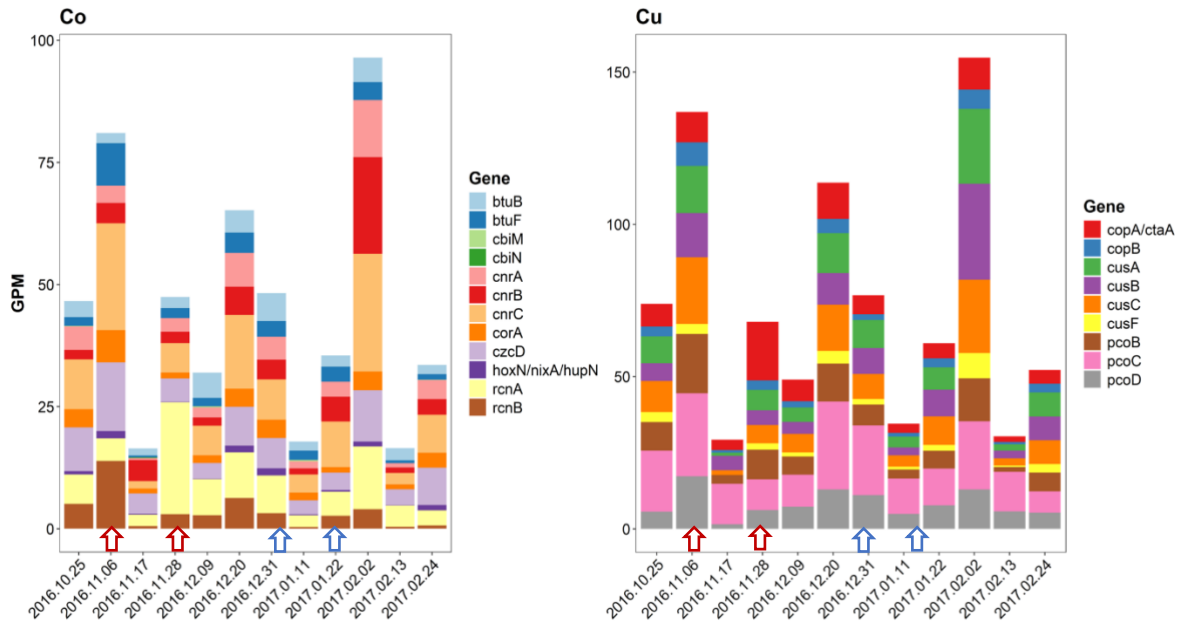 Co
GPM
100
75
50
25
0
2016.10.25
2016.11.06
2016.11.17
2016.11.28
2016.12.09
2016.12.20
2016.12.31
2017.01.11
2017.01.22
2017.02.02
2017.02.13
2017.02.24
Gene
btuB
btuF
cbiM
cbiN
cnrA
cnrB
cnrC
corA
czcD
hoxN/nixA/hupN
rcnA
rcnB
Cu
150
100
50
0
2016.10.25
2016.11.06
2016.11.17
2016.11.28
2016.12.09
2016.12.20
2016.12.31
2017.01.11
2017.01.22
2017.02.02
2017.02.13
2017.02.24
Gene
copA/ctaA
copB
cusA
cusB
cusC
cusF
pcoB
pcoC
pcoD